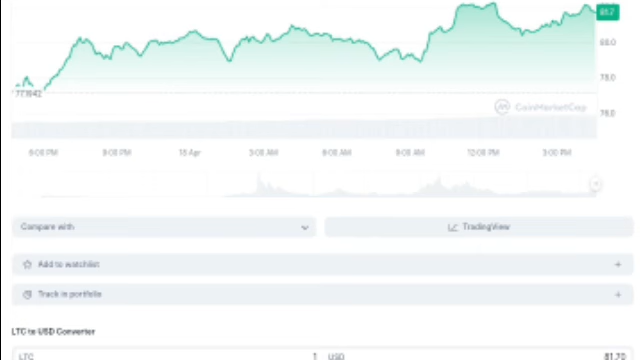 81.7
80.0
78.0
77.1942
CoinMarketCap
76.0
6:00 PM 9:00 PM 18 Apr 3:00 AM 6:00 AM 9:00 AM 12:00 PM 3:00 PM
Compare with TradingView
Add to watchlist +
Track in portfolio +
LTC to USD Converter
LTC 1 USD 81.70